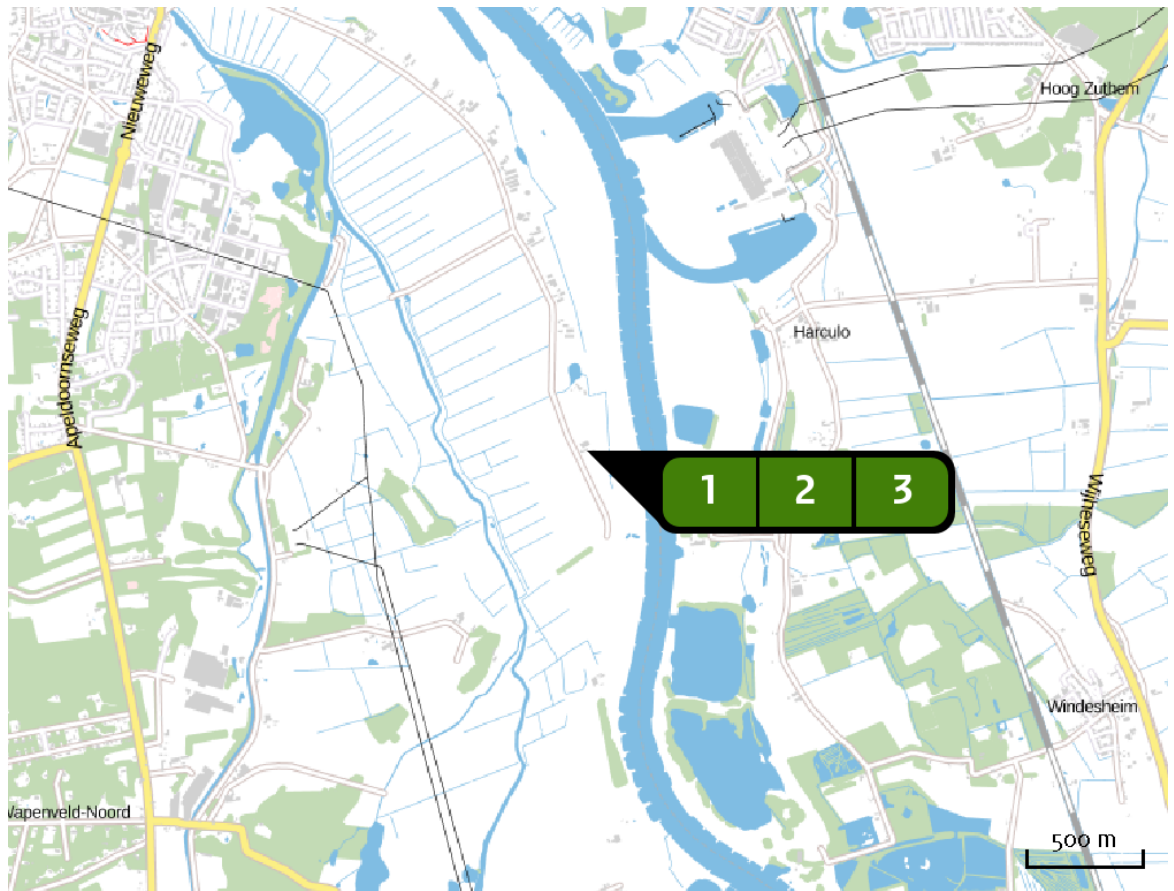 Nieuweweg
Hoog Zuthem
Harculo
Apeldoornseweg
1 2 3
Wijheseweg
Windesheim
Wapenveld-Noord
500 m